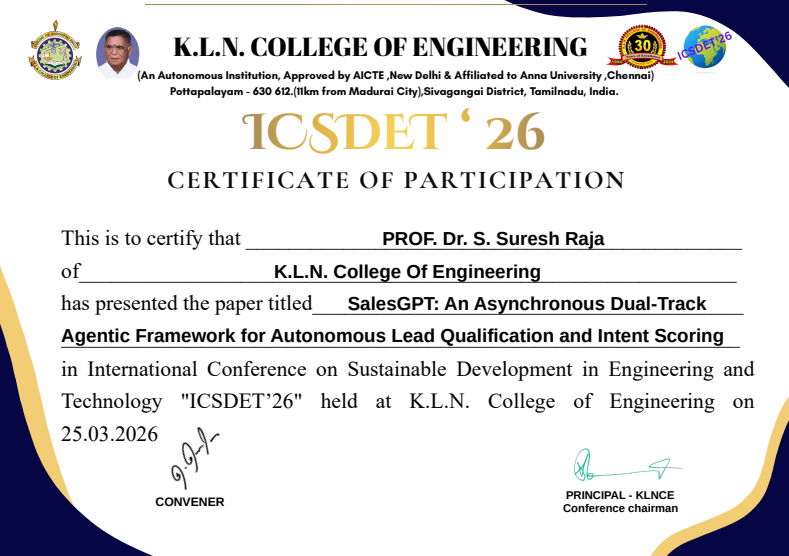 K.L.N. COLLEGE OF ENGINEERING
(An Autonomous Institution, Approved by AICTE ,New Delhi & Affiliated to Anna University ,Chennai)
Pottapalayam - 630 612.(11km from Madurai City),Sivagangai District, Tamilnadu, India.
30
ICSDET'26
ICSDET ‘ 26
CERTIFICATE OF PARTICIPATION
This is to certify that PROF. Dr. S. Suresh Raja
of K.L.N. College Of Engineering
has presented the paper titled SalesGPT: An Asynchronous Dual-Track
Agentic Framework for Autonomous Lead Qualification and Intent Scoring
in International Conference on Sustainable Development in Engineering and
Technology "ICSDET’26" held at K.L.N. College of Engineering on
25.03.2026
CONVENER
PRINCIPAL - KLNCE
Conference chairman